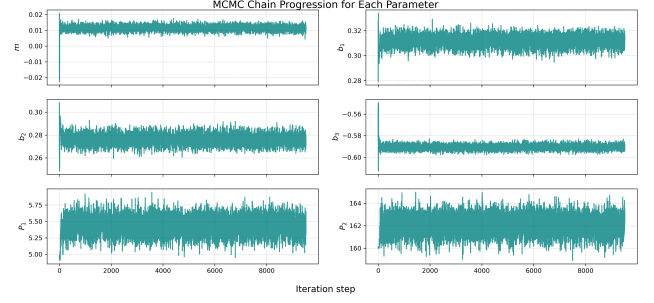 MCMC Chain Progression for Each Parameter
0.02
0.01
0.00
−0.01
−0.02
m
0.32
0.30
0.28
b₁
0.30
0.28
0.26
b₂
−0.56
−0.58
−0.60
b₃
5.75
5.50
5.25
5.00
P₁
0 2000 4000 6000 8000
164
162
160
P₂
0 2000 4000 6000 8000
Iteration step